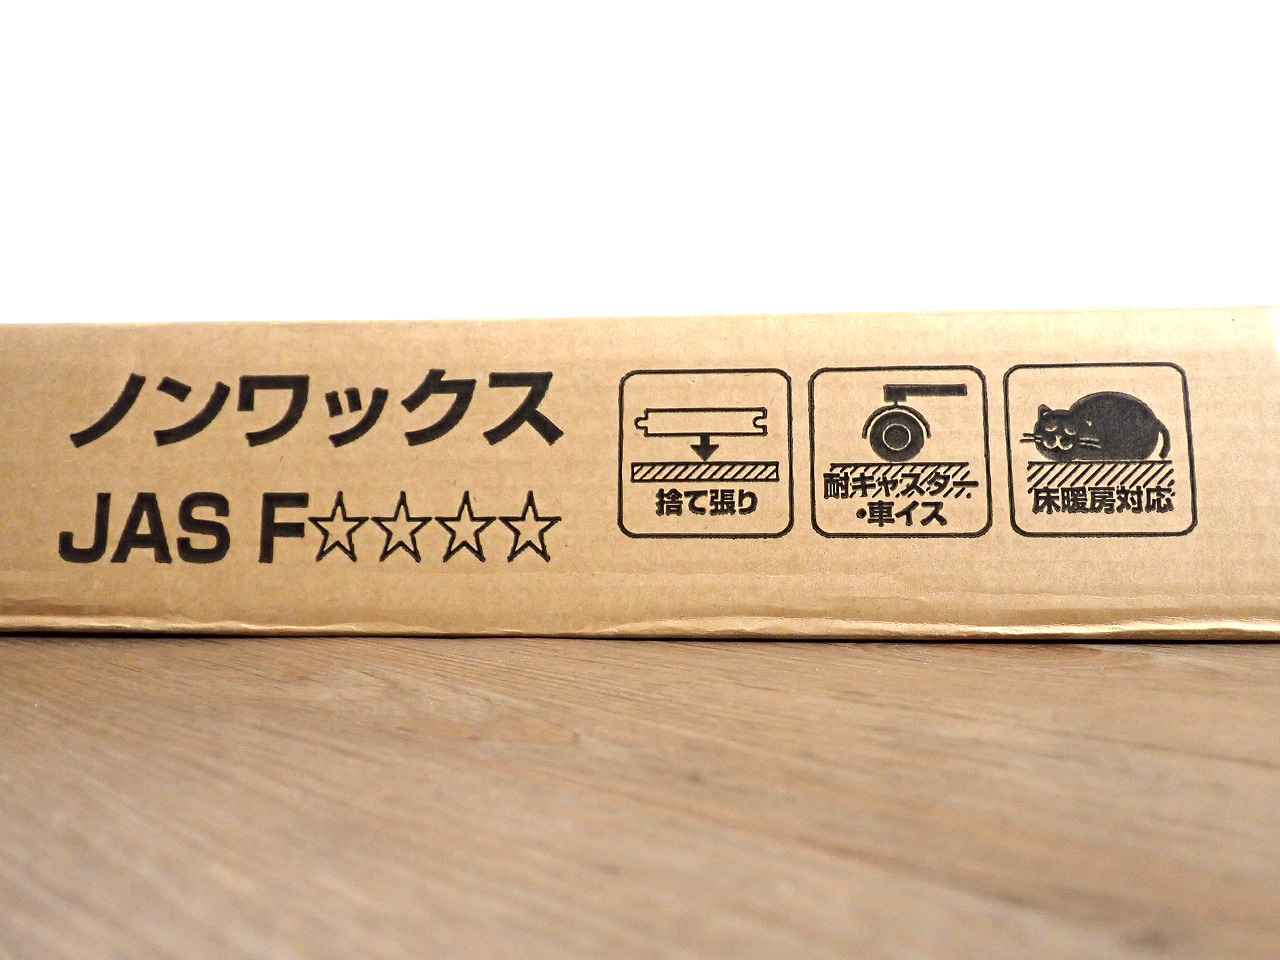 ノンワックス
JAS F☆☆☆☆
捨て張り
耐キャスター
・車イス
床暖房対応